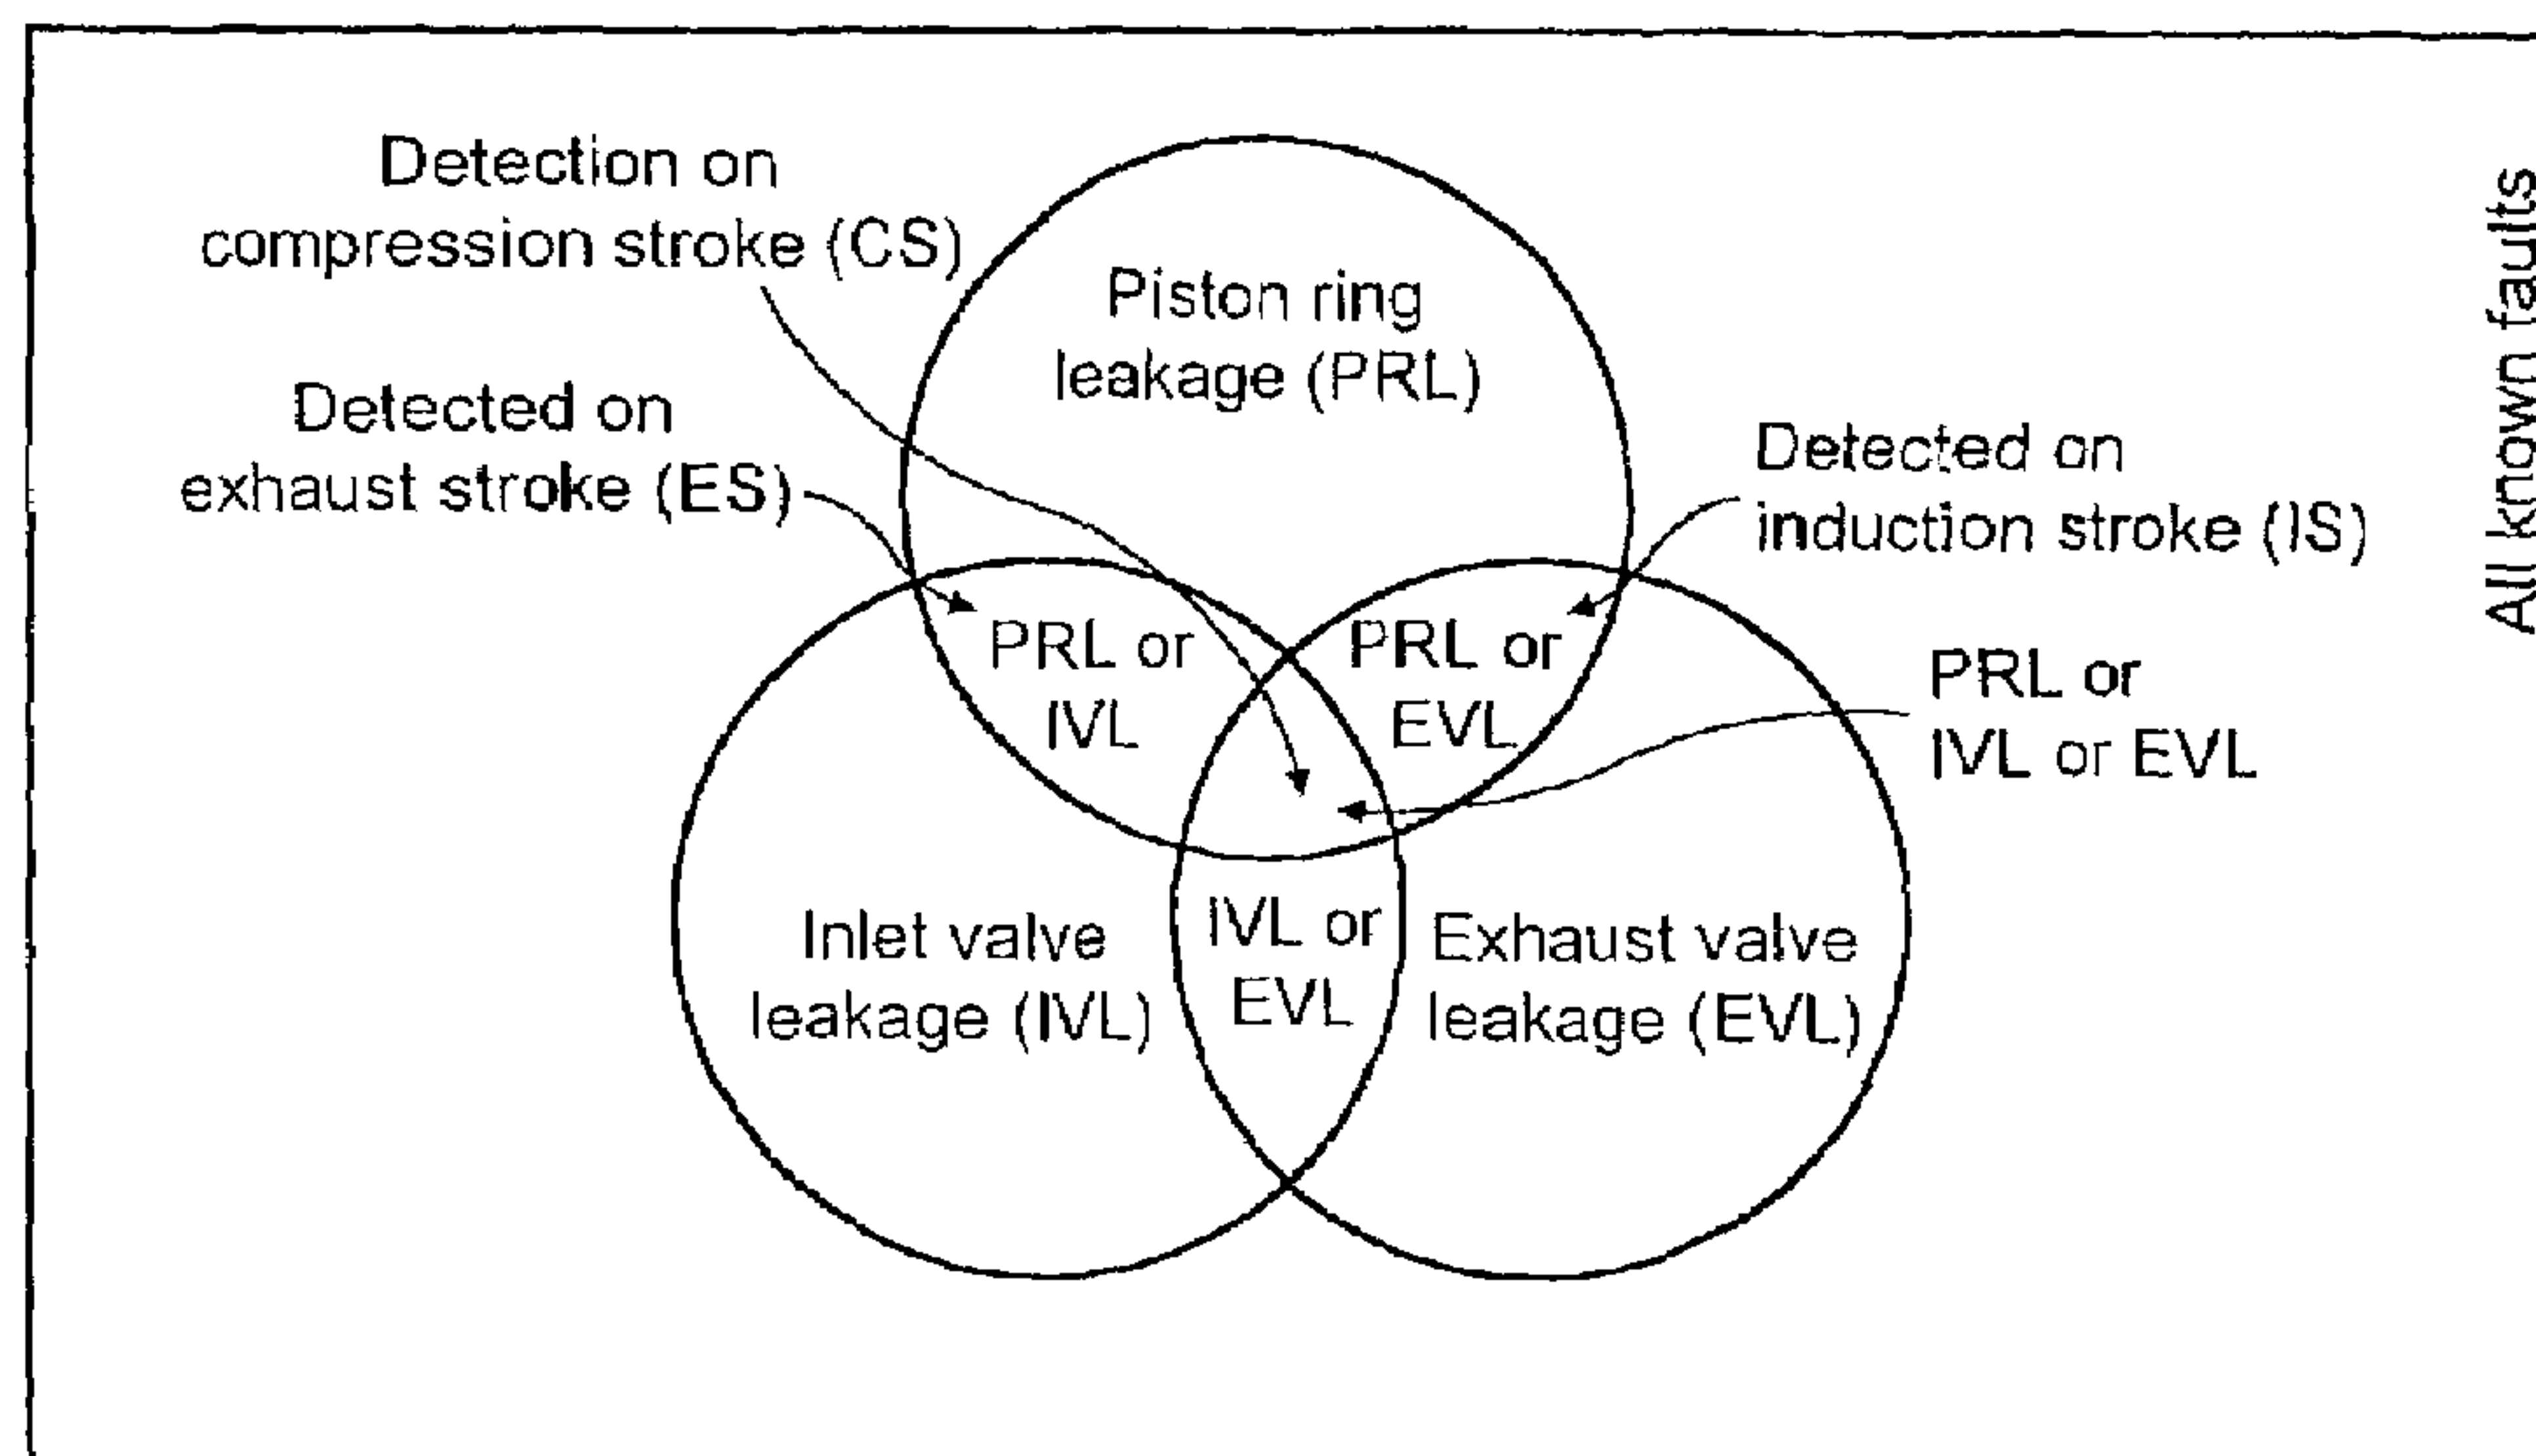 Detection on
compression stroke (CS)
Piston ring
leakage (PRL)
Detected on
exhaust stroke (ES)
Detected on
induction stroke (IS)
All known faults
PRL or
IVL
PRL or
EVL
PRL or
IVL or EVL
Inlet valve
leakage (IVL)
IVL or
EVL
Exhaust valve
leakage (EVL)